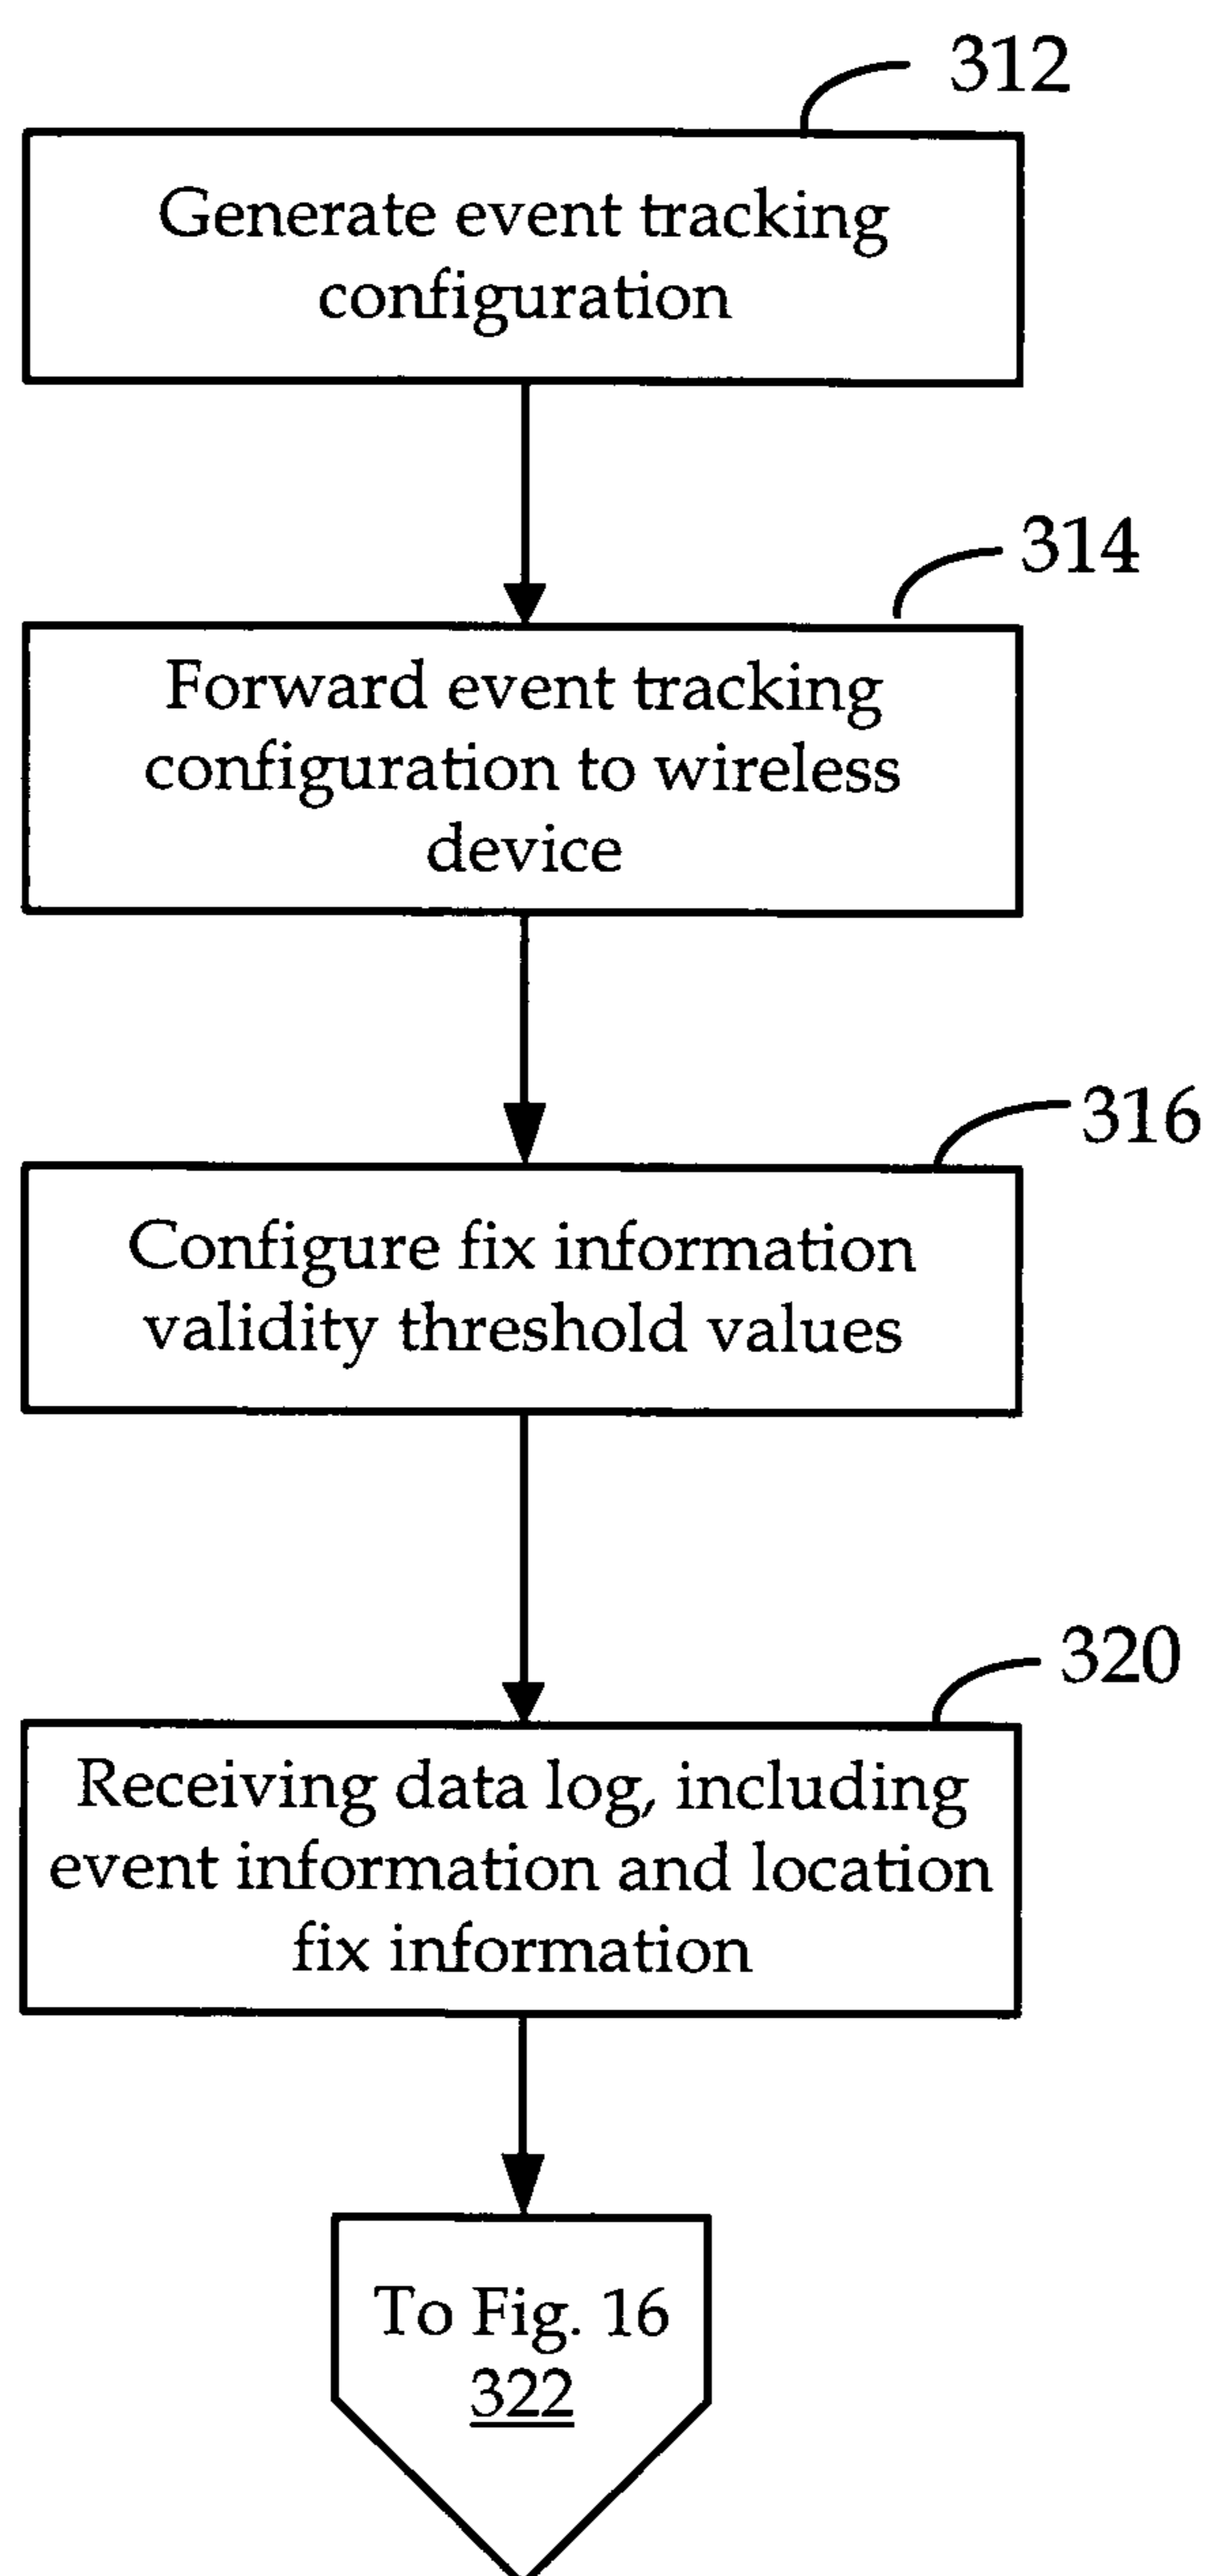 312
Generate event tracking
configuration
314
Forward event tracking
configuration to wireless
device
316
Configure fix information
validity threshold values
320
Receiving data log, including
event information and location
fix information
To Fig. 16
322